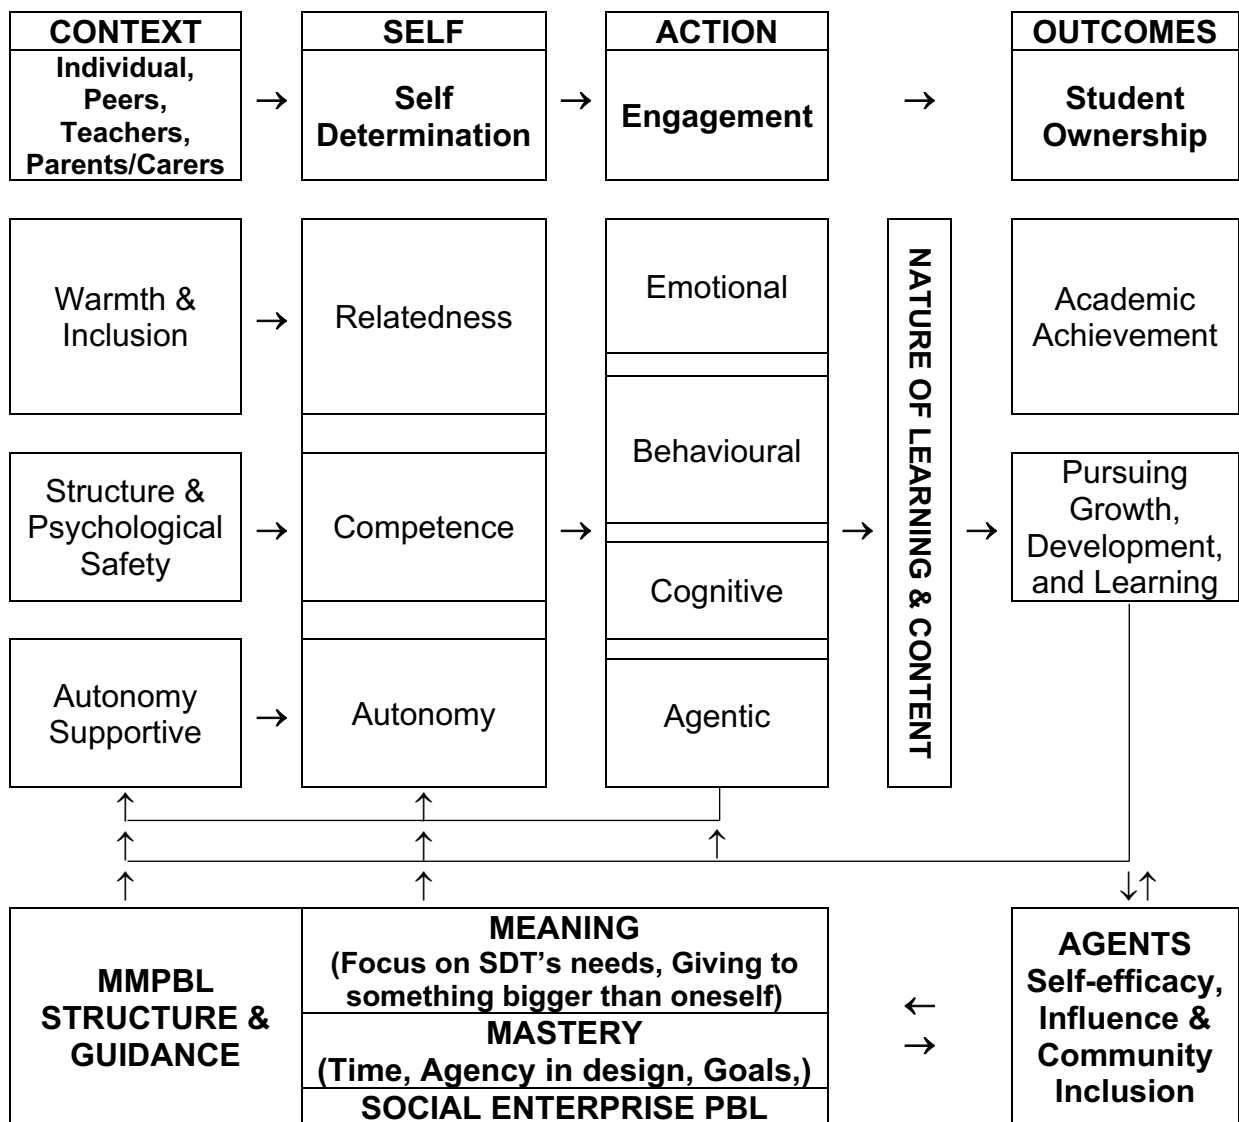 CONTEXT
Individual,
Peers,
Teachers,
Parents/Carers
→
SELF
Self
Determination
→
ACTION
Engagement
→
OUTCOMES
Student
Ownership
Warmth &
Inclusion
→
Relatedness
Emotional
Academic
Achievement
Structure &
Psychological
Safety
→
Competence
→
Behavioural
Cognitive
→
NATURE OF LEARNING & CONTENT
→
Pursuing
Growth,
Development,
and Learning
Autonomy
Supportive
→
Autonomy
Agentic
↑ ↑
↑ ↑ ↑
↑ ↑ ↓↑
MMPBL
STRUCTURE &
GUIDANCE
MEANING
(Focus on SDT’s needs, Giving to
something bigger than oneself)
MASTERY
(Time, Agency in design, Goals,)
SOCIAL ENTERPRISE PBL
←
→
AGENTS
Self-efficacy,
Influence &
Community
Inclusion